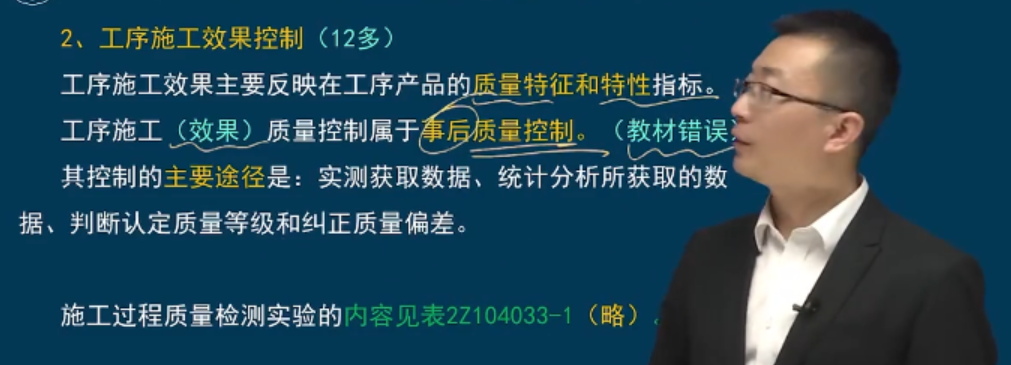 2、工序施工效果控制（12多）
工序施工效果主要反映在工序产品的质量特征和特性指标。
工序施工（效果）质量控制属于事后质量控制。（教材错误
其控制的主要途径是：实测获取数据、统计分析所获取的数
据、判断认定质量等级和纠正质量偏差。
施工过程质量检测实验的内容见表2Z104033-1（略）。